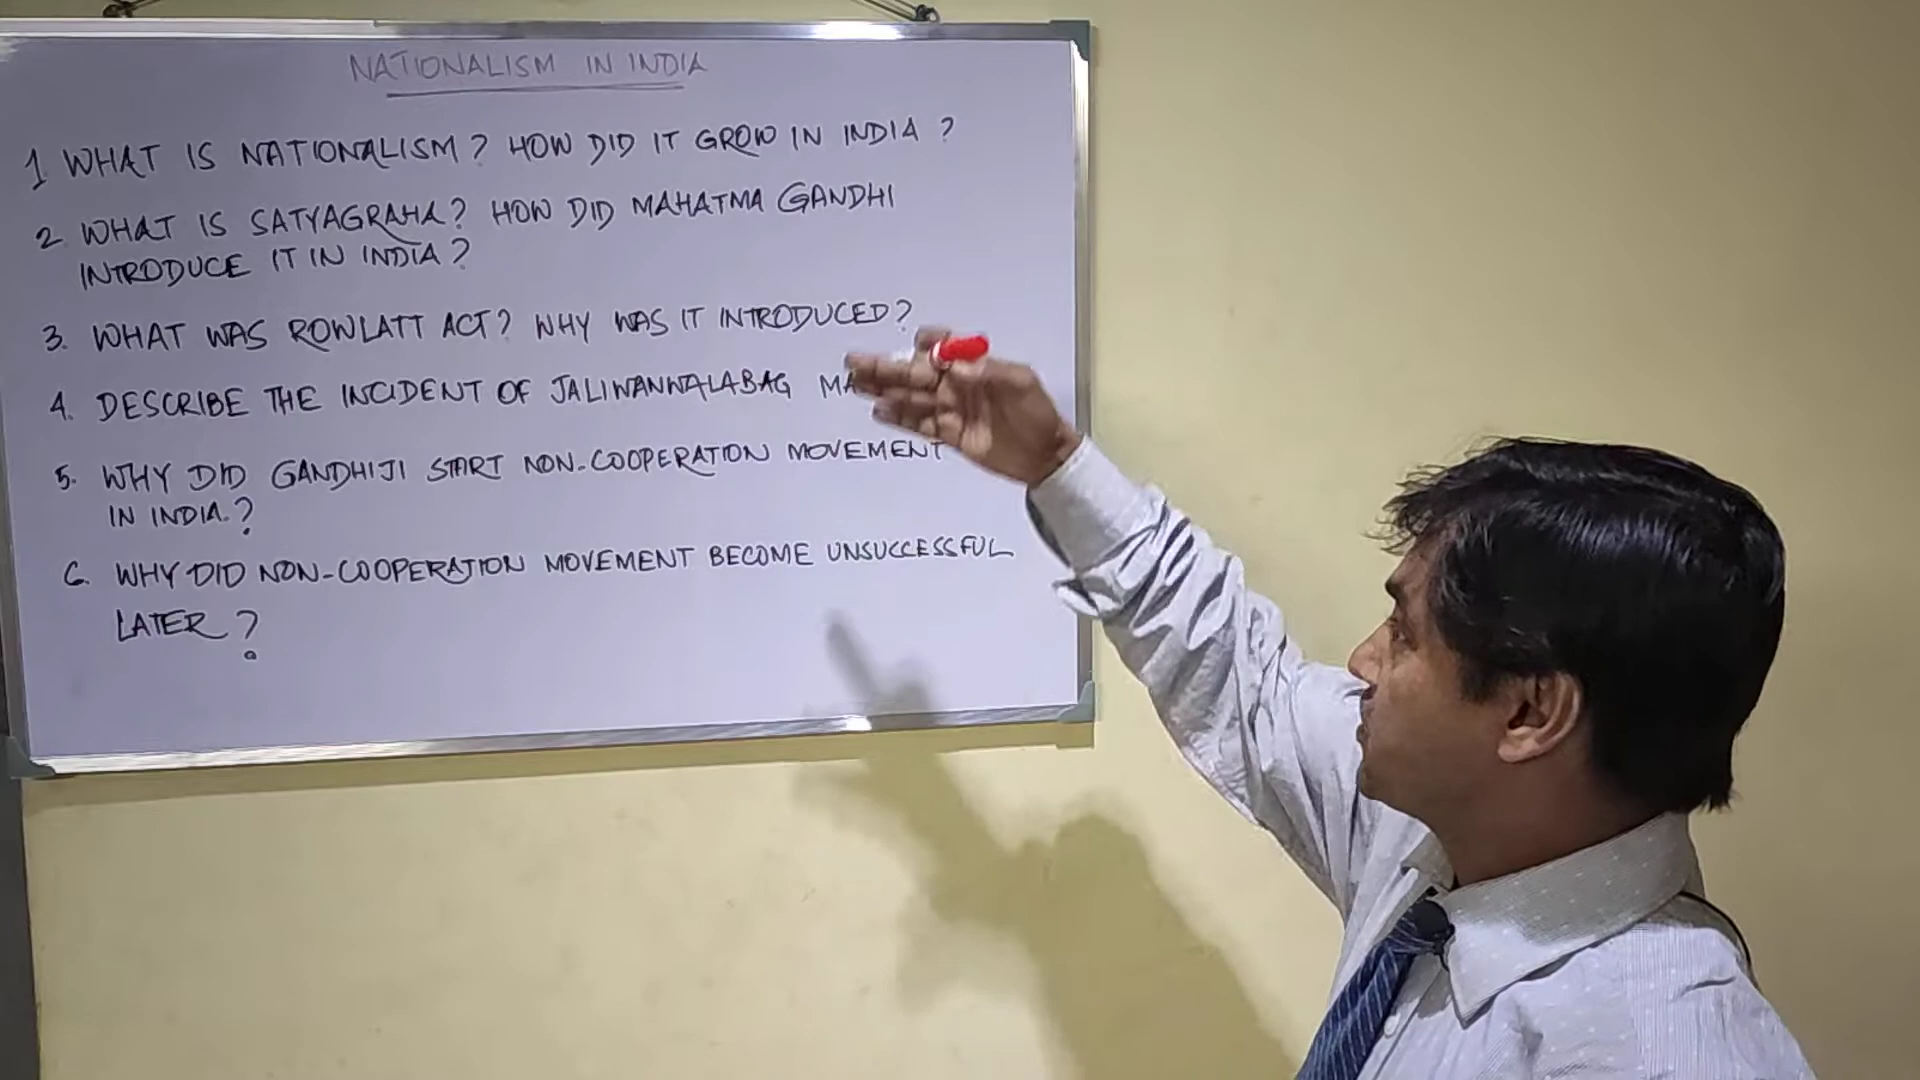 NATIONALISM IN INDIA
1 WHAT IS NATIONALISM? HOW DID IT GROW IN INDIA ?
2 WHAT IS SATYAGRAHA? HOW DID MAHATMA GANDHI
INTRODUCE IT IN INDIA?
3. WHAT WAS ROWLATT ACT? WHY WAS IT INTRODUCED?
4. DESCRIBE THE INCIDENT OF JALIWANWALABAG
5. WHY DID GANDHIJI START NON-COOPERATION MOVEMENT
IN INDIA.?
6. WHY DID NON-COOPERATION MOVEMENT BECOME UNSUCCESSFUL
LATER?